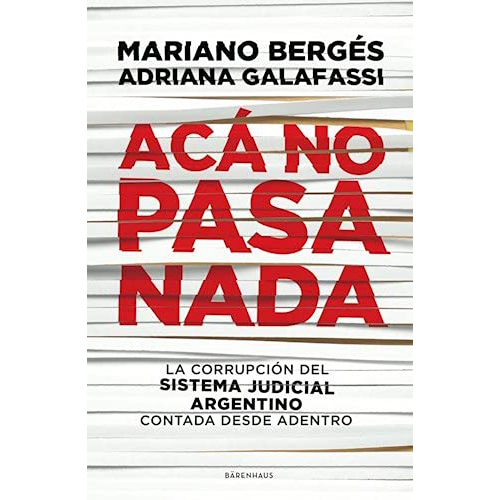 MARIANO BERGÉS
ADRIANA GALAFASSI
ACÁ NO
PASA
NADA
LA CORRUPCIÓN DEL
SISTEMA JUDICIAL
ARGENTINO
CONTADA DESDE ADENTRO
BÄRENHAUS